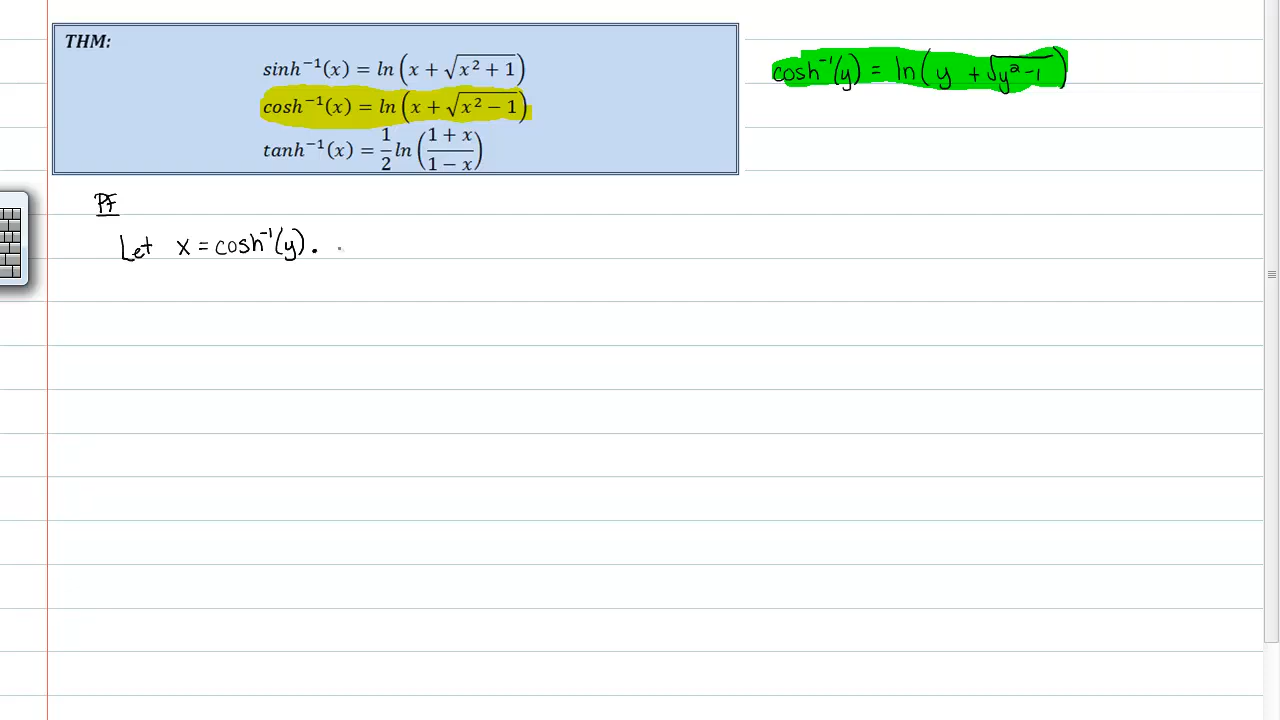 THM:
sinh⁻¹(x) = ln(x + √(x² + 1))
cosh⁻¹(x) = ln(x + √(x² − 1))
tanh⁻¹(x) = 1/2 ln((1 + x)/(1 − x))
cosh⁻¹(y) = ln(y + √(y² − 1))
Pf
Let x = cosh⁻¹(y).